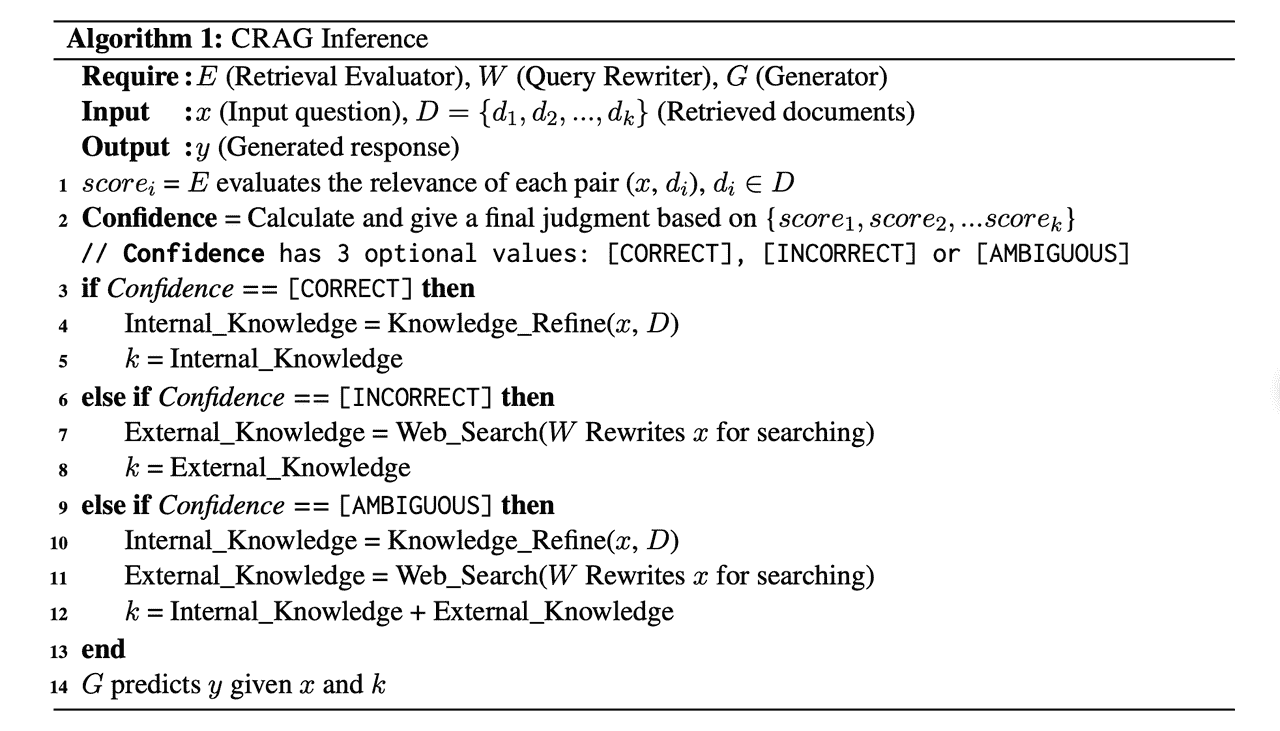 Algorithm 1: CRAG Inference
Require : E (Retrieval Evaluator), W (Query Rewriter), G (Generator)
Input : x (Input question), D = {d1, d2, ..., dk} (Retrieved documents)
Output : y (Generated response)
1 scorei = E evaluates the relevance of each pair (x, di), di ∈ D
2 Confidence = Calculate and give a final judgment based on {score1, score2, ...scorek}
// Confidence has 3 optional values: [CORRECT], [INCORRECT] or [AMBIGUOUS]
3 if Confidence == [CORRECT] then
4 Internal_Knowledge = Knowledge_Refine(x, D)
5 k = Internal_Knowledge
6 else if Confidence == [INCORRECT] then
7 External_Knowledge = Web_Search(W Rewrites x for searching)
8 k = External_Knowledge
9 else if Confidence == [AMBIGUOUS] then
10 Internal_Knowledge = Knowledge_Refine(x, D)
11 External_Knowledge = Web_Search(W Rewrites x for searching)
12 k = Internal_Knowledge + External_Knowledge
13 end
14 G predicts y given x and k